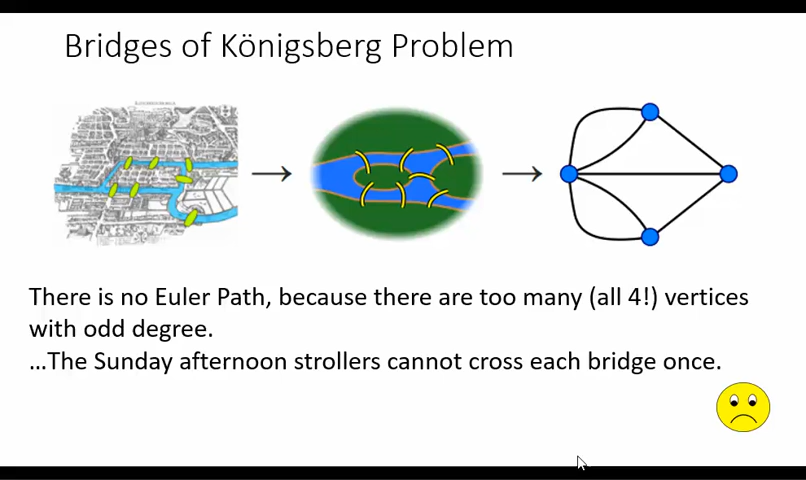 Bridges of Königsberg Problem
There is no Euler Path, because there are too many (all 4!) vertices
with odd degree.
...The Sunday afternoon strollers cannot cross each bridge once.